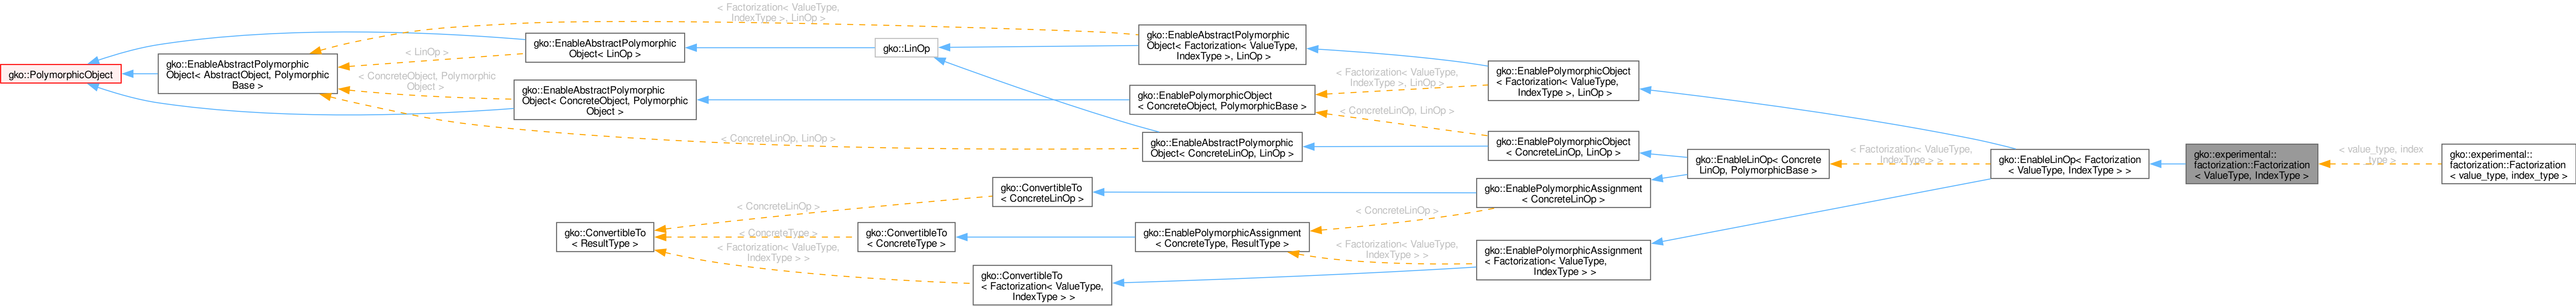 gko::PolymorphicObject
gko::EnableAbstractPolymorphic
Object< AbstractObject, Polymorphic
Base >
< Factorization< ValueType,
IndexType >, LinOp >
< LinOp >
< ConcreteObject, Polymorphic
Object >
< ConcreteLinOp, LinOp >
gko::EnableAbstractPolymorphic
Object< LinOp >
gko::EnableAbstractPolymorphic
Object< ConcreteObject, Polymorphic
Object >
gko::LinOp
gko::EnableAbstractPolymorphic
Object< Factorization< ValueType,
IndexType >, LinOp >
gko::EnablePolymorphicObject
< ConcreteObject, PolymorphicBase >
gko::EnableAbstractPolymorphic
Object< ConcreteLinOp, LinOp >
< Factorization< ValueType,
IndexType >, LinOp >
< ConcreteLinOp, LinOp >
gko::EnablePolymorphicObject
< Factorization< ValueType,
IndexType >, LinOp >
gko::EnablePolymorphicObject
< ConcreteLinOp, LinOp >
gko::EnableLinOp< Concrete
LinOp, PolymorphicBase >
< Factorization< ValueType,
IndexType > >
gko::EnableLinOp< Factorization
< ValueType, IndexType > >
gko::experimental::
factorization::Factorization
< ValueType, IndexType >
< value_type, index
_type >
gko::experimental::
factorization::Factorization
< value_type, index_type >
gko::ConvertibleTo
< ResultType >
< ConcreteLinOp >
< ConcreteType >
< Factorization< ValueType,
IndexType > >
gko::ConvertibleTo
< ConcreteLinOp >
gko::ConvertibleTo
< ConcreteType >
gko::ConvertibleTo
< Factorization< ValueType,
IndexType > >
gko::EnablePolymorphicAssignment
< ConcreteType, ResultType >
< ConcreteLinOp >
< Factorization< ValueType,
IndexType > >
gko::EnablePolymorphicAssignment
< ConcreteLinOp >
gko::EnablePolymorphicAssignment
< Factorization< ValueType,
IndexType > >